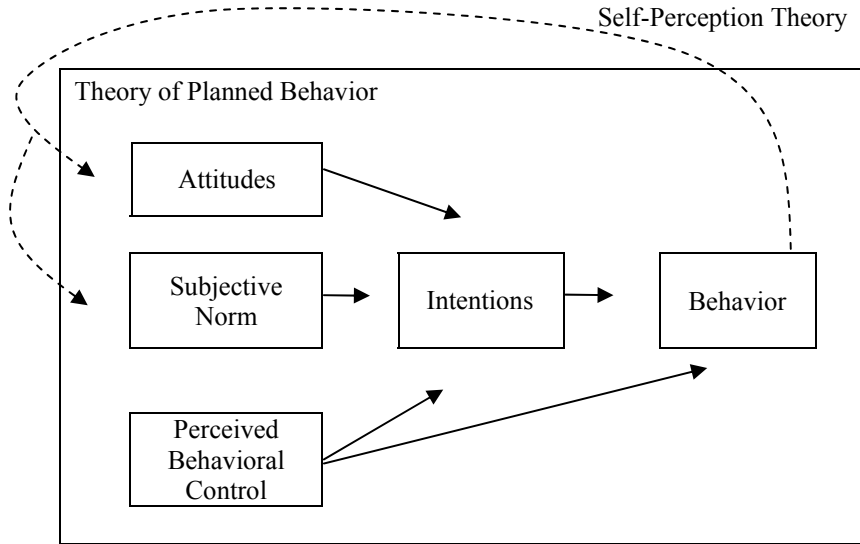 Self-Perception Theory
Theory of Planned Behavior
Attitudes
Subjective
Norm
Intentions
Behavior
Perceived
Behavioral
Control